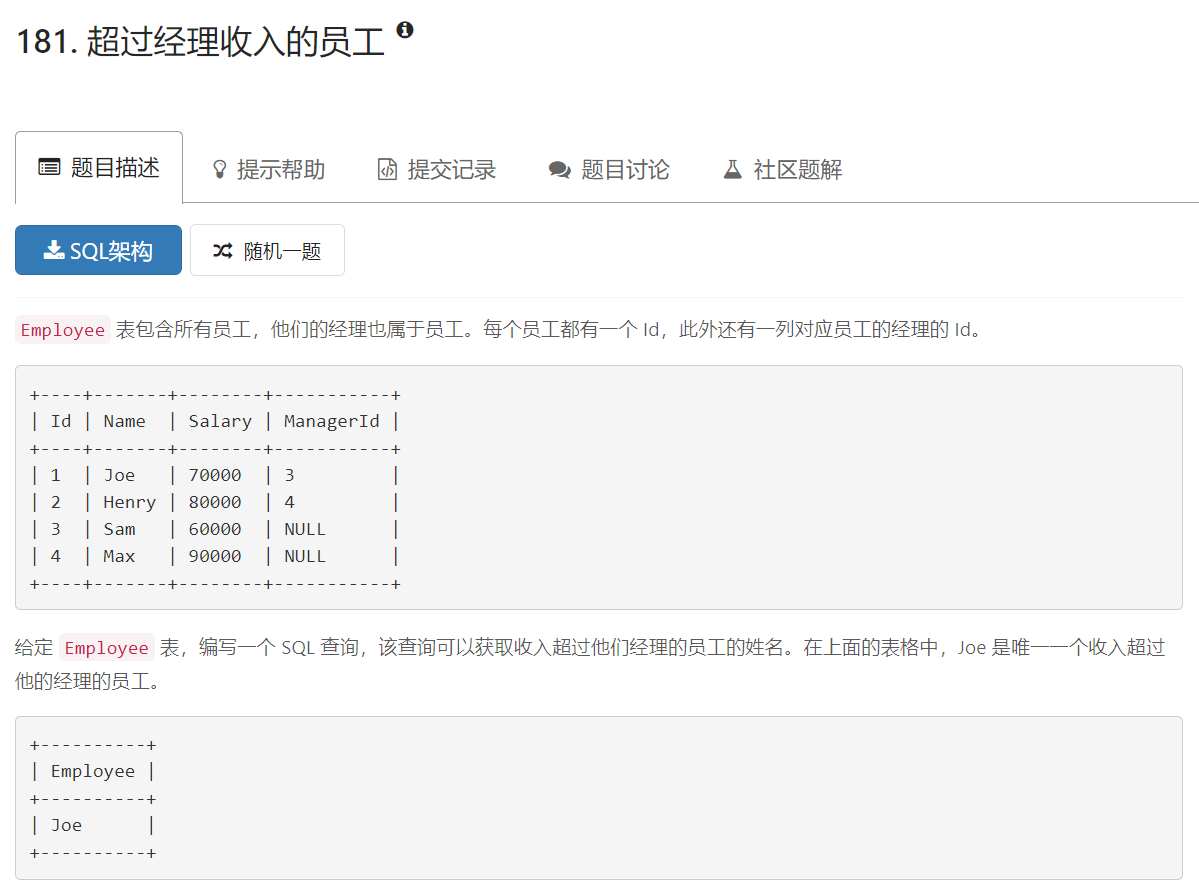 181. 超过经理收入的员工
题目描述 提示帮助 提交记录 题目讨论 社区题解
SQL架构 随机一题
Employee 表包含所有员工，他们的经理也属于员工。每个员工都有一个 Id，此外还有一列对应员工的经理的 Id。
+----+-------+--------+-----------+
| Id | Name  | Salary | ManagerId |
+----+-------+--------+-----------+
| 1  | Joe   | 70000  | 3         |
| 2  | Henry | 80000  | 4         |
| 3  | Sam   | 60000  | NULL      |
| 4  | Max   | 90000  | NULL      |
+----+-------+--------+-----------+
给定 Employee 表，编写一个 SQL 查询，该查询可以获取收入超过他们经理的员工的姓名。在上面的表格中，Joe 是唯一一个收入超过
他的经理的员工。
+----------+
| Employee |
+----------+
| Joe      |
+----------+